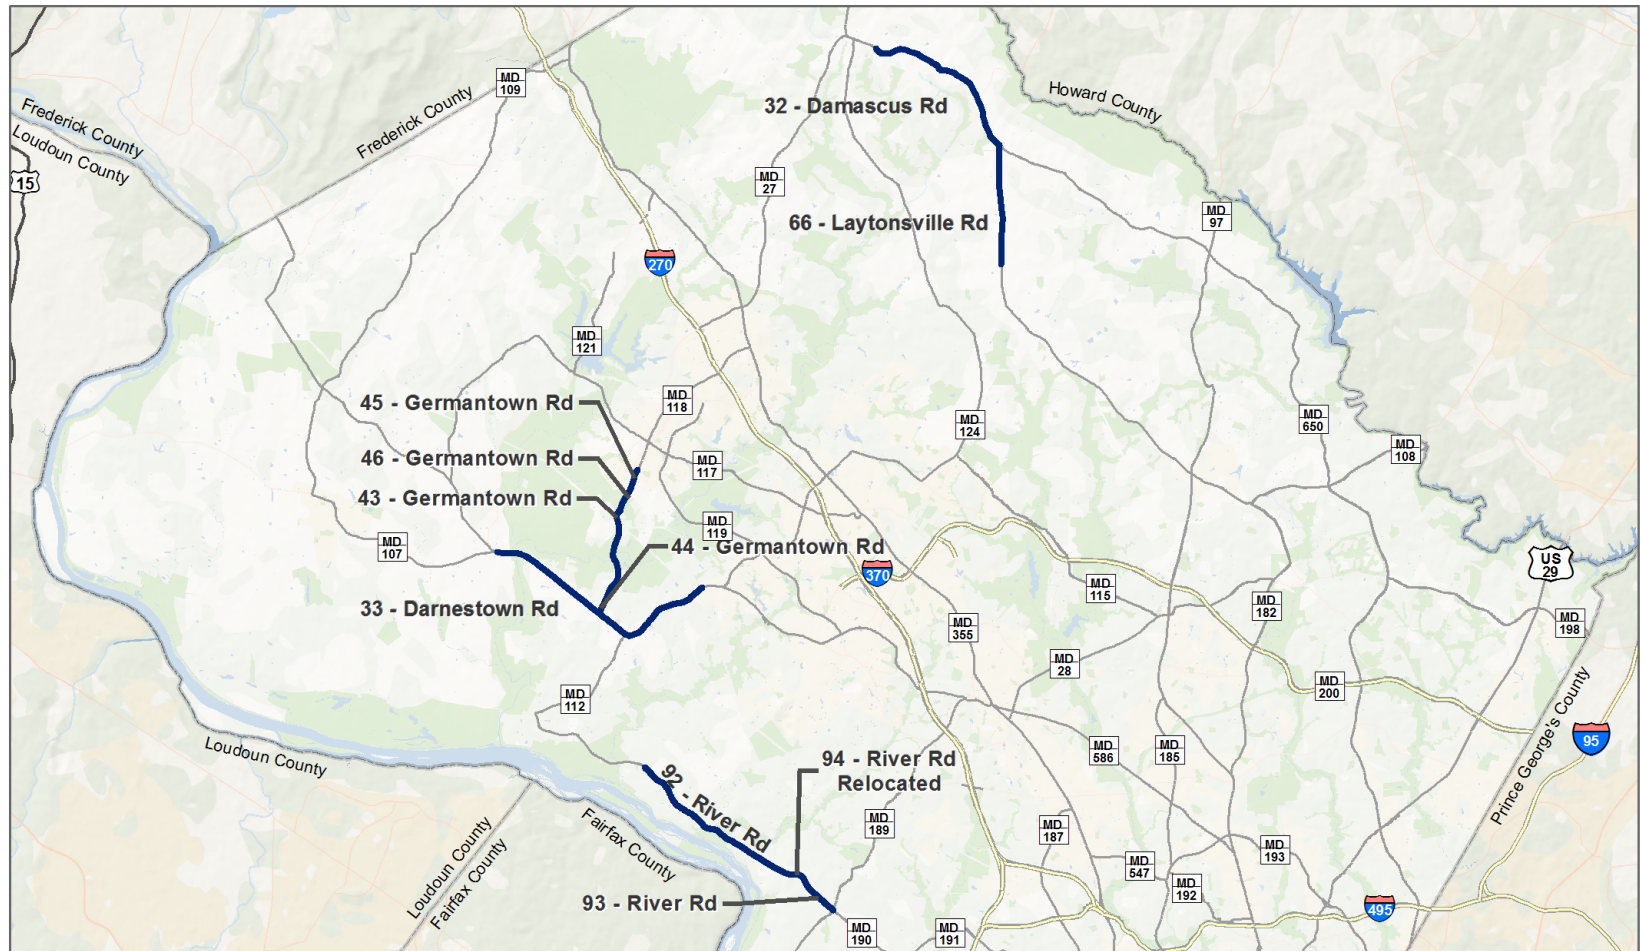 MD
109
Frederick County
Frederick County
Loudoun County
15
32 - Damascus Rd
Howard County
MD
27
66 - Laytonsville Rd
MD
97
270
MD
121
45 - Germantown Rd
MD
118
MD
124
MD
650
MD
108
46 - Germantown Rd
MD
117
43 - Germantown Rd
MD
119
MD
107
44 - Germantown Rd
370
US
29
33 - Darnestown Rd
MD
115
MD
182
MD
198
MD
355
MD
28
MD
200
MD
112
Loudoun County
94 - River Rd
Relocated
MD
586
MD
185
Prince George's County
95
92 - River Rd
MD
189
MD
187
Fairfax County
Loudoun County
Fairfax County
MD
547
MD
193
MD
192
93 - River Rd
495
MD
190
MD
191